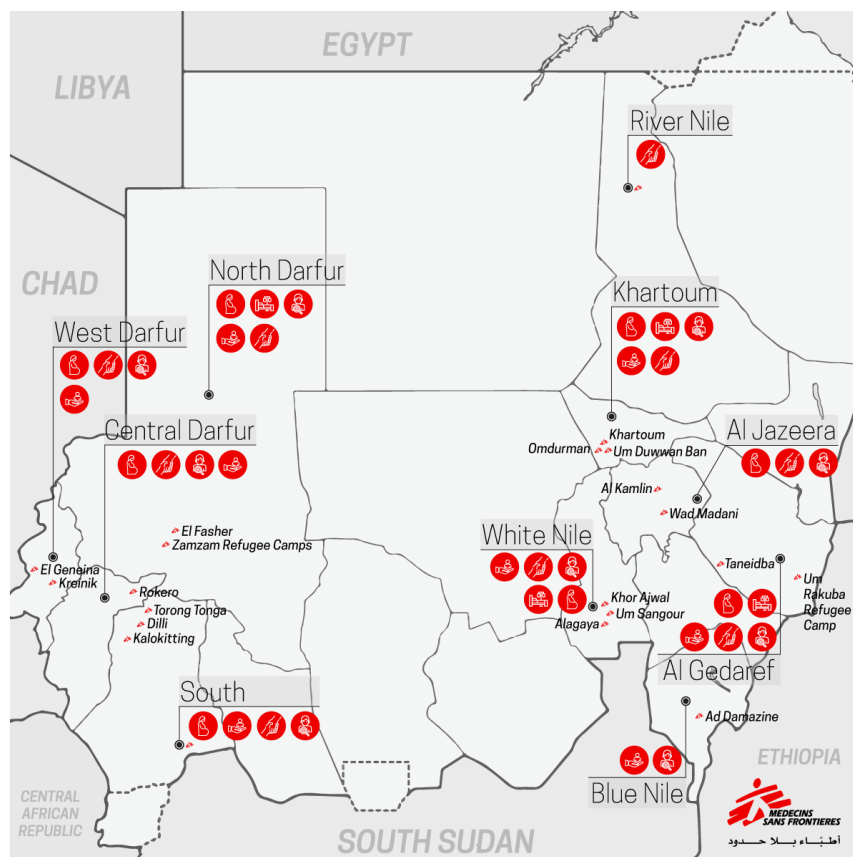 EGYPT
LIBYA
River Nile
CHAD
North Darfur
Khartoum
West Darfur
Central Darfur
Khartoum
Omdurman
Um Duwwan Ban
Al Jazeera
Al Kamlin
Wad Madani
El Fasher
Zamzam Refugee Camps
White Nile
El Geneina
Kreinik
Taneidba
Um
Rakuba
Refugee
Camp
Rokero
Torong Tonga
Dilli
Kalokitting
Khor Ajwal
Um Sangour
Alagaya
Al Gedaref
South
Ad Damazine
ETHIOPIA
Blue Nile
CENTRAL
AFRICAN
REPUBLIC
SOUTH SUDAN
MEDECINS
SANS FRONTIERES
أطبّاء بلا حدود